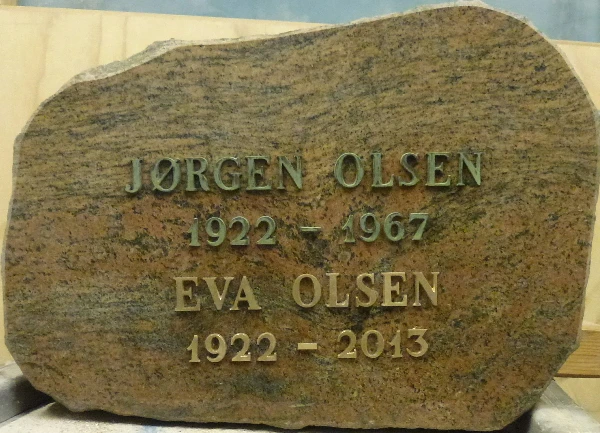 JØRGEN OLSEN
1922 – 1967
EVA OLSEN
1922 – 2013